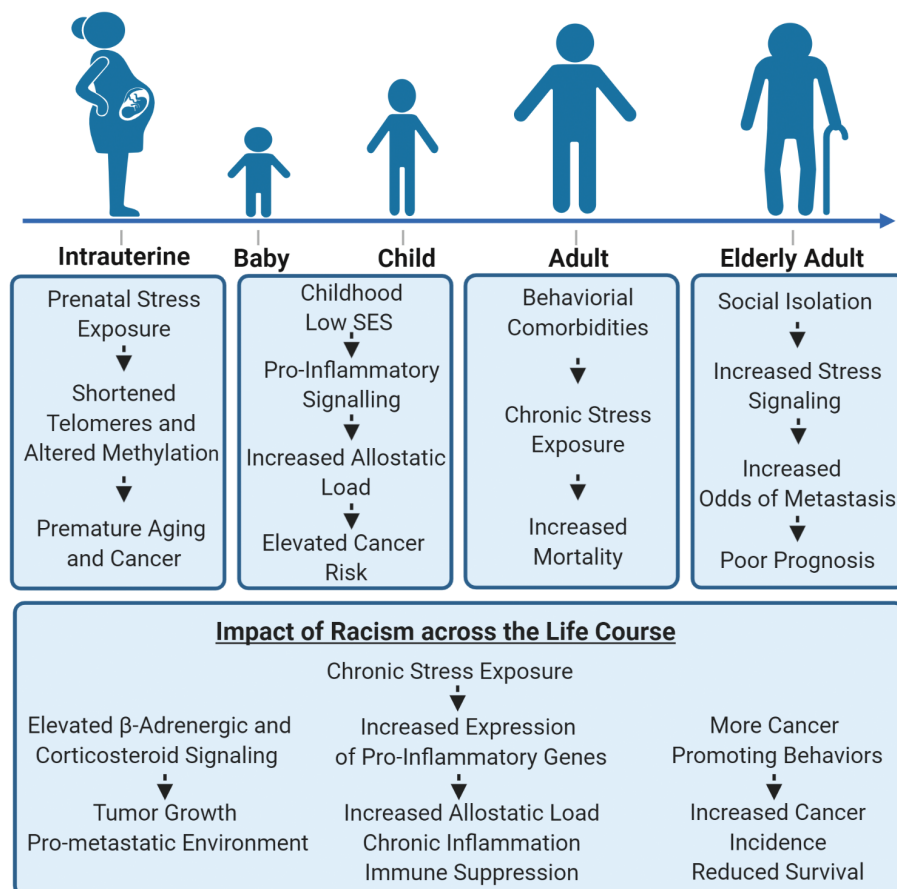 Intrauterine
Baby
Child
Adult
Elderly Adult
Prenatal Stress
Exposure
Shortened
Telomeres and
Altered Methylation
Premature Aging
and Cancer
Childhood
Low SES
Pro-Inflammatory
Signalling
Increased Allostatic
Load
Elevated Cancer
Risk
Behaviorial
Comorbidities
Chronic Stress
Exposure
Increased
Mortality
Social Isolation
Increased Stress
Signaling
Increased
Odds of Metastasis
Poor Prognosis
Impact of Racism across the Life Course
Elevated β-Adrenergic and
Corticosteroid Signaling
Tumor Growth
Pro-metastatic Environment
Chronic Stress Exposure
Increased Expression
of Pro-Inflammatory Genes
Increased Allostatic Load
Chronic Inflammation
Immune Suppression
More Cancer
Promoting Behaviors
Increased Cancer
Incidence
Reduced Survival